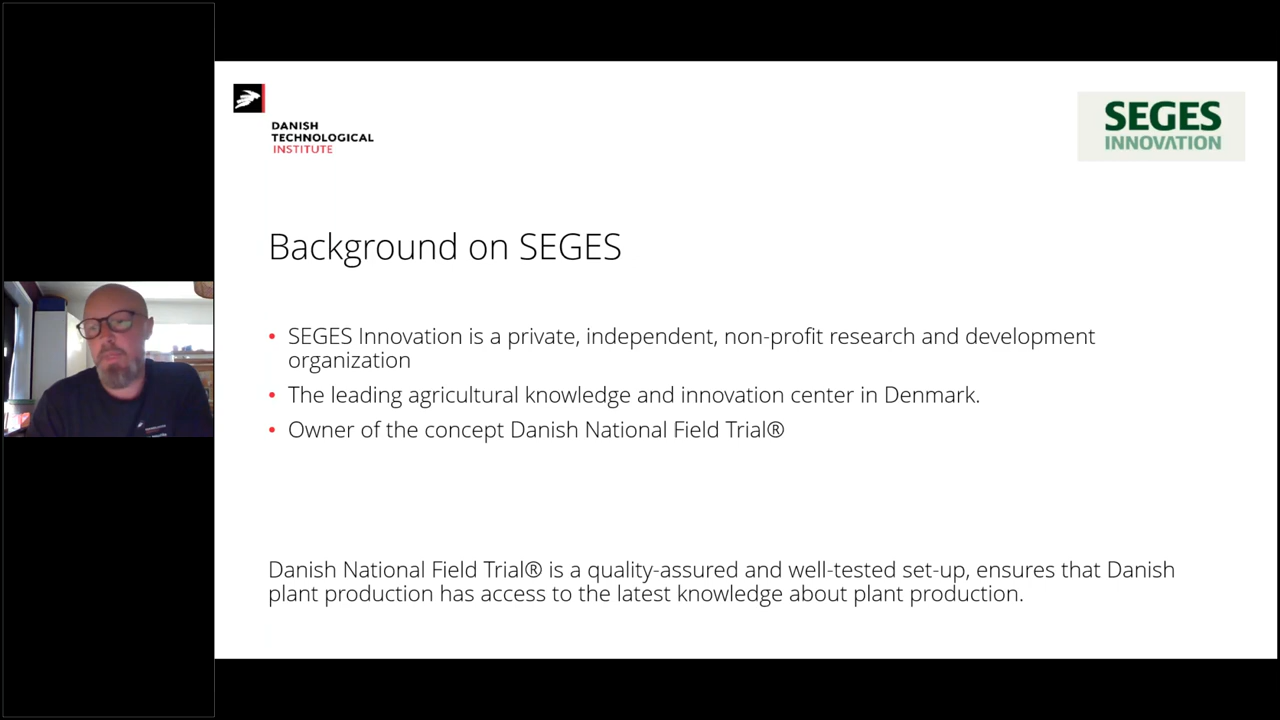 DANISH
TECHNOLOGICAL
INSTITUTE
SEGES
INNOVATION
Background on SEGES
• SEGES Innovation is a private, independent, non-profit research and development
organization
• The leading agricultural knowledge and innovation center in Denmark.
• Owner of the concept Danish National Field Trial®
Danish National Field Trial® is a quality-assured and well-tested set-up, ensures that Danish
plant production has access to the latest knowledge about plant production.